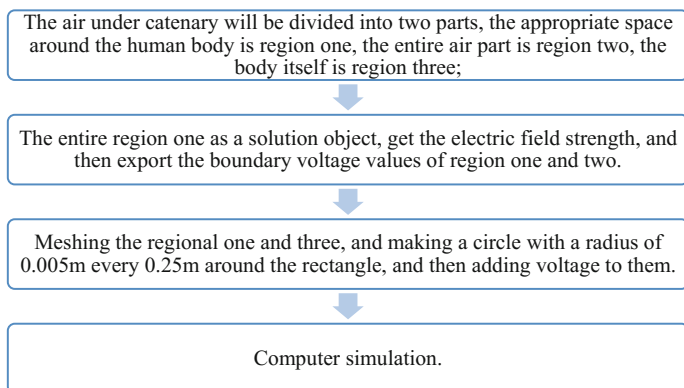 The air under catenary will be divided into two parts, the appropriate space
around the human body is region one, the entire air part is region two, the
body itself is region three;
The entire region one as a solution object, get the electric field strength, and
then export the boundary voltage values of region one and two.
Meshing the regional one and three, and making a circle with a radius of
0.005m every 0.25m around the rectangle, and then adding voltage to them.
Computer simulation.